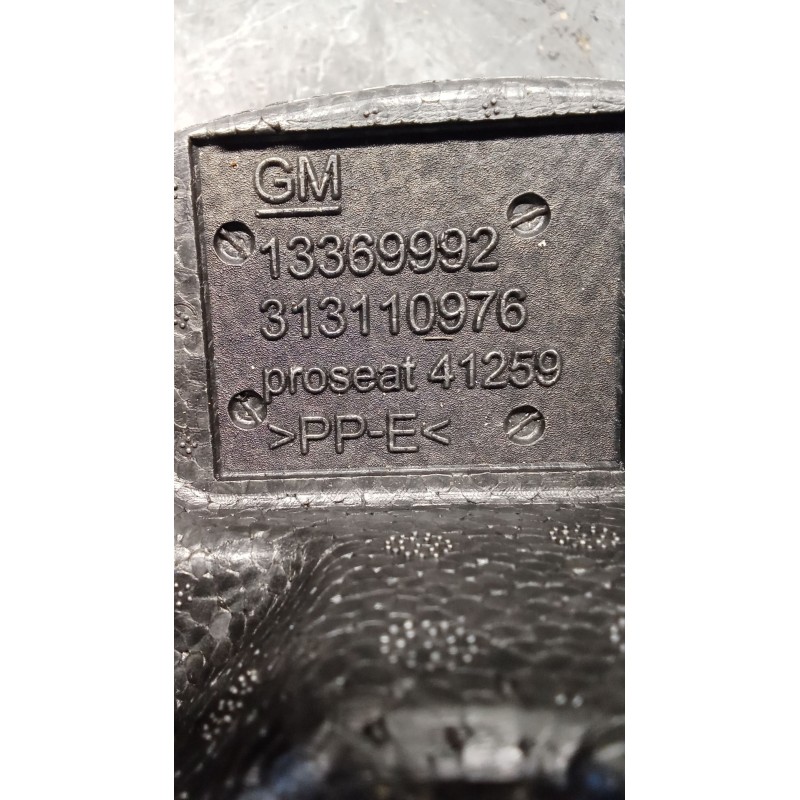 GM
13369992
313110976
proseat 41259
>PP-E<